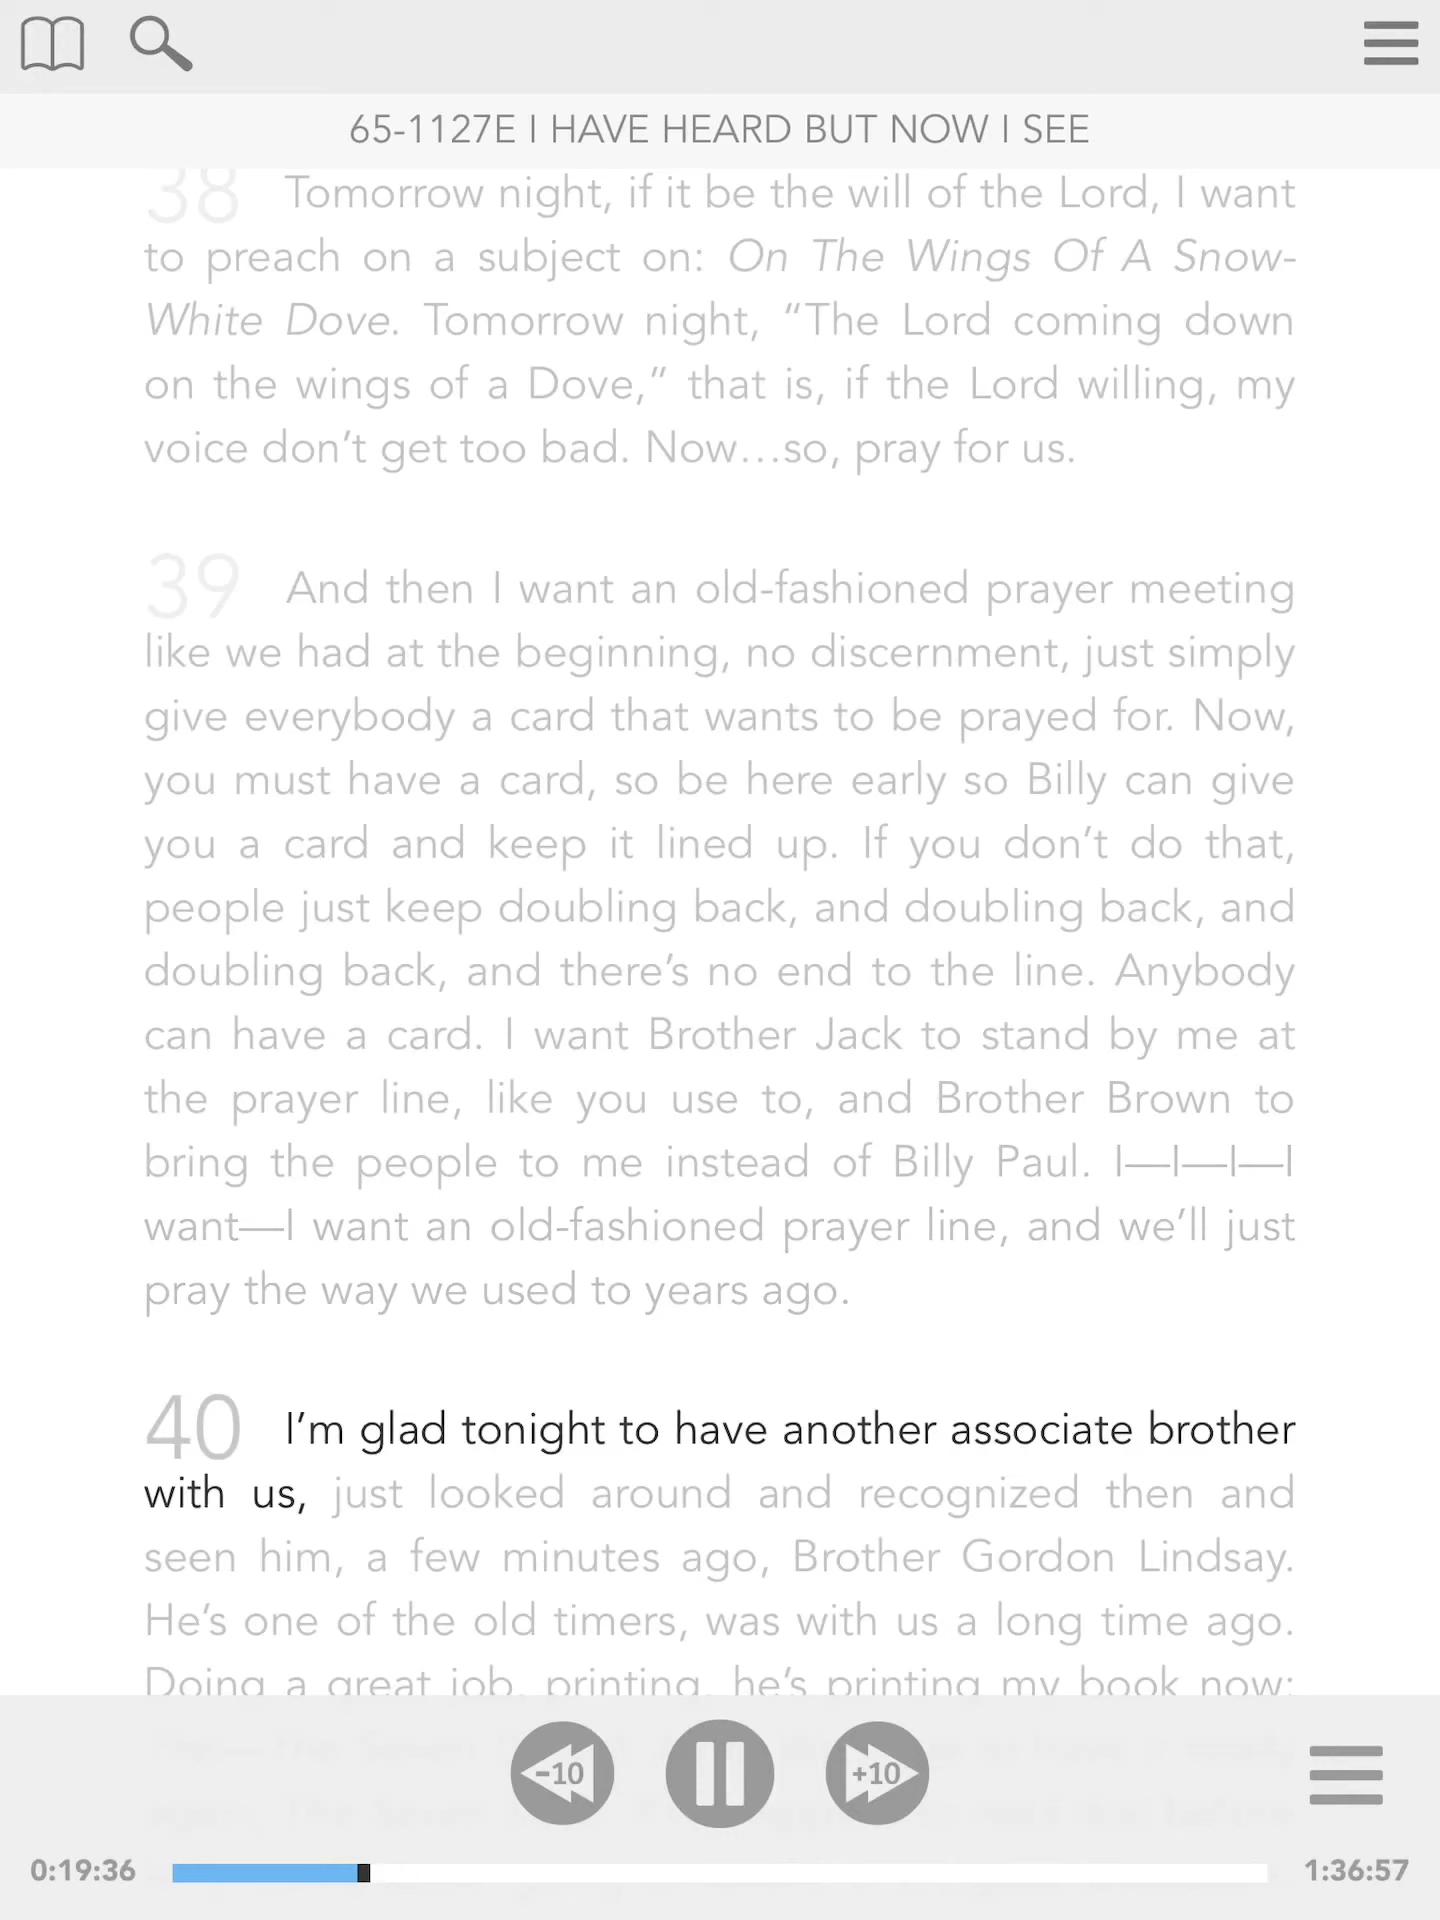 65-1127E I HAVE HEARD BUT NOW I SEE
38 Tomorrow night, if it be the will of the Lord, I want
to preach on a subject on: On The Wings Of A Snow-
White Dove. Tomorrow night, “The Lord coming down
on the wings of a Dove,” that is, if the Lord willing, my
voice don’t get too bad. Now…so, pray for us.
39 And then I want an old-fashioned prayer meeting
like we had at the beginning, no discernment, just simply
give everybody a card that wants to be prayed for. Now,
you must have a card, so be here early so Billy can give
you a card and keep it lined up. If you don’t do that,
people just keep doubling back, and doubling back, and
doubling back, and there’s no end to the line. Anybody
can have a card. I want Brother Jack to stand by me at
the prayer line, like you use to, and Brother Brown to
bring the people to me instead of Billy Paul. I—I—I—I
want—I want an old-fashioned prayer line, and we’ll just
pray the way we used to years ago.
40 I’m glad tonight to have another associate brother
with us, just looked around and recognized then and
seen him, a few minutes ago, Brother Gordon Lindsay.
He’s one of the old timers, was with us a long time ago.
Doing a great job, printing, he’s printing my book now:
-10 +10
0:19:36 1:36:57